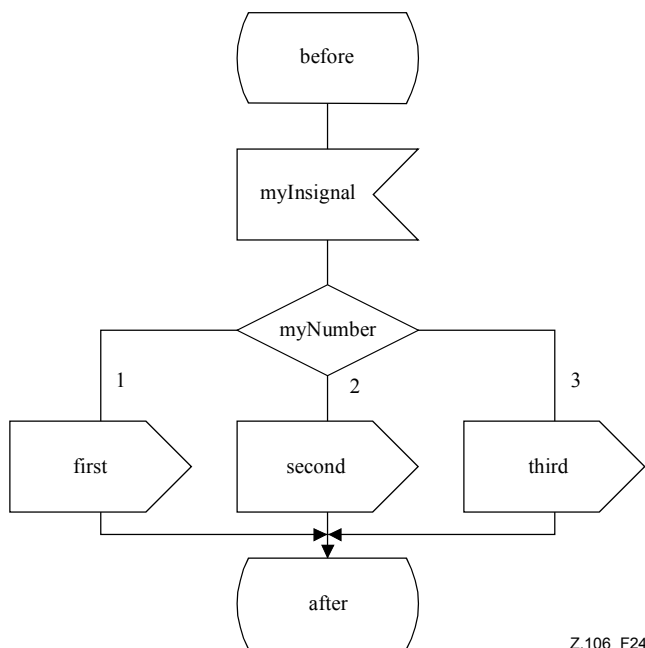 before
myInsignal
myNumber
1
2
3
first
second
third
after
Z.106_F24